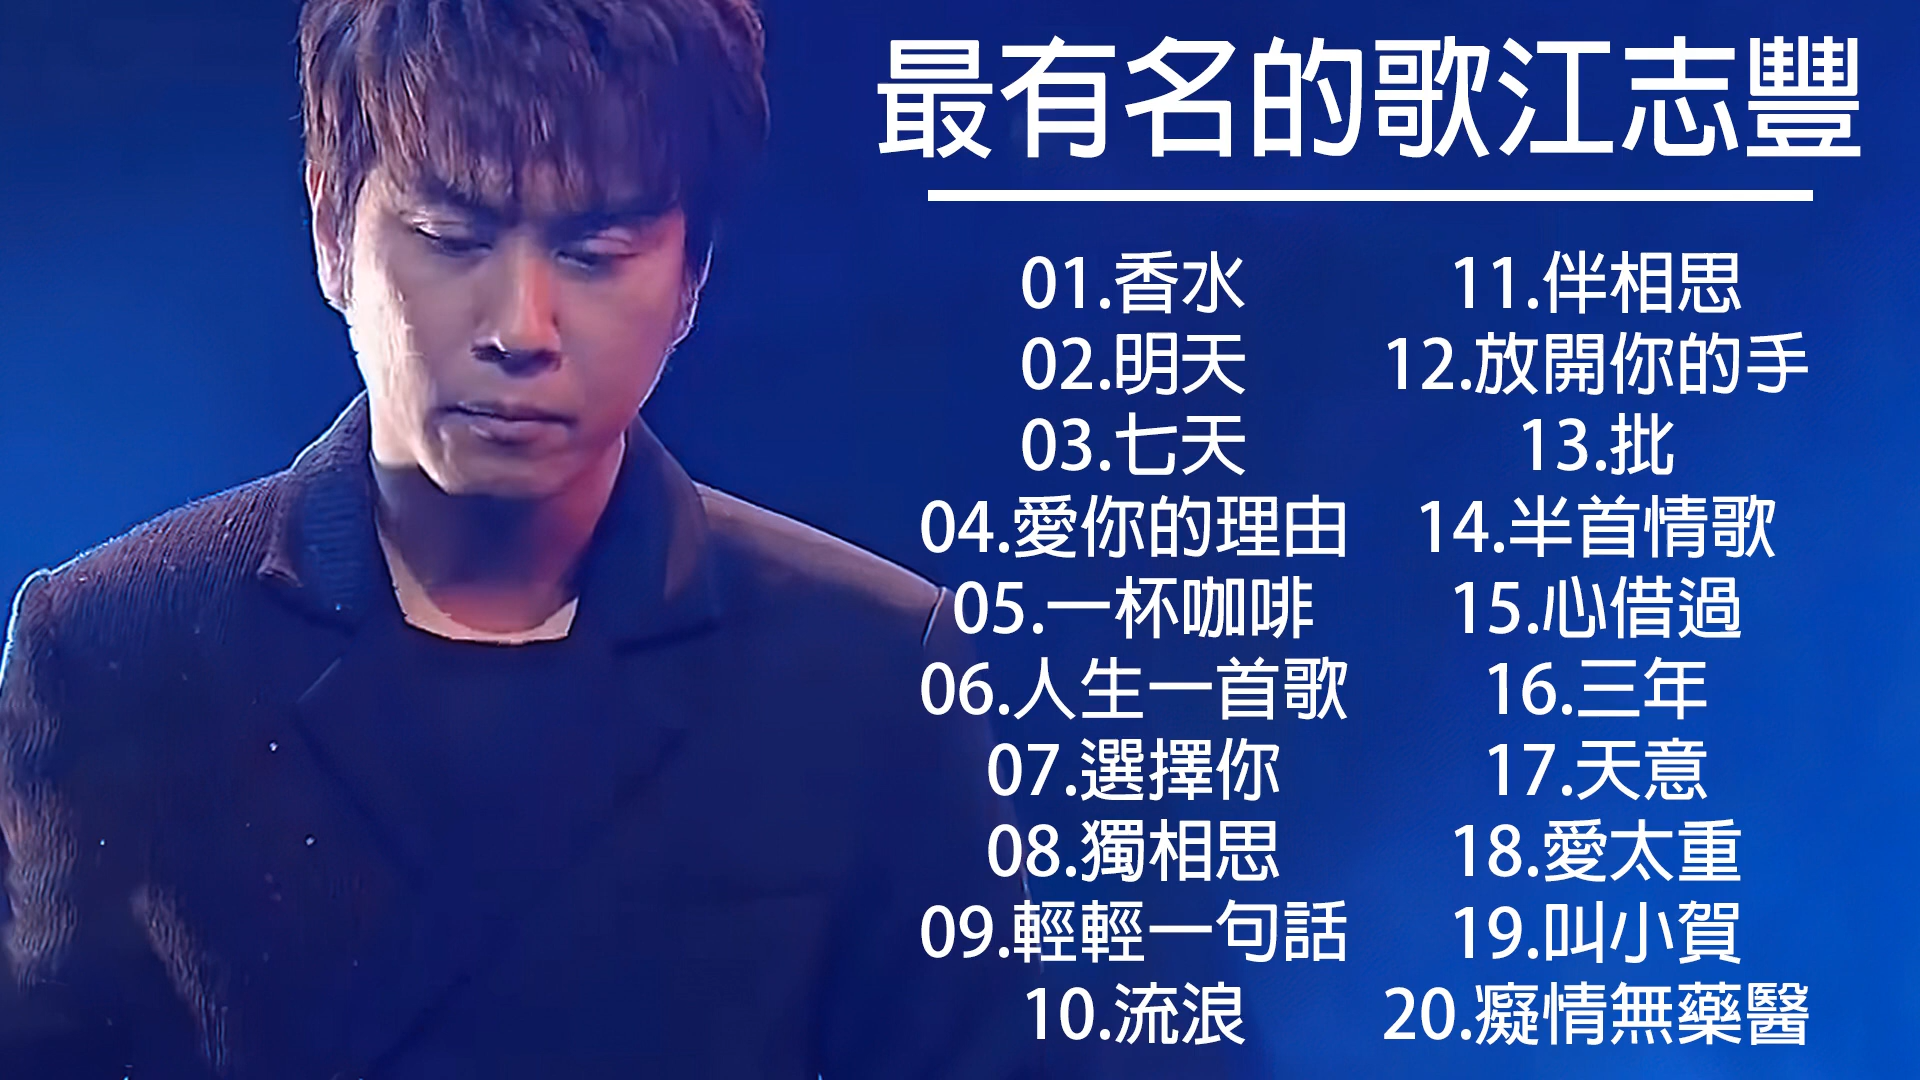 最有名的歌江志豐
01.香水
02.明天
03.七天
04.愛你的理由
05.一杯咖啡
06.人生一首歌
07.選擇你
08.獨相思
09.輕輕一句話
10.流浪
11.伴相思
12.放開你的手
13.批
14.半首情歌
15.心借過
16.三年
17.天意
18.愛太重
19.叫小賀
20.癡情無藥醫